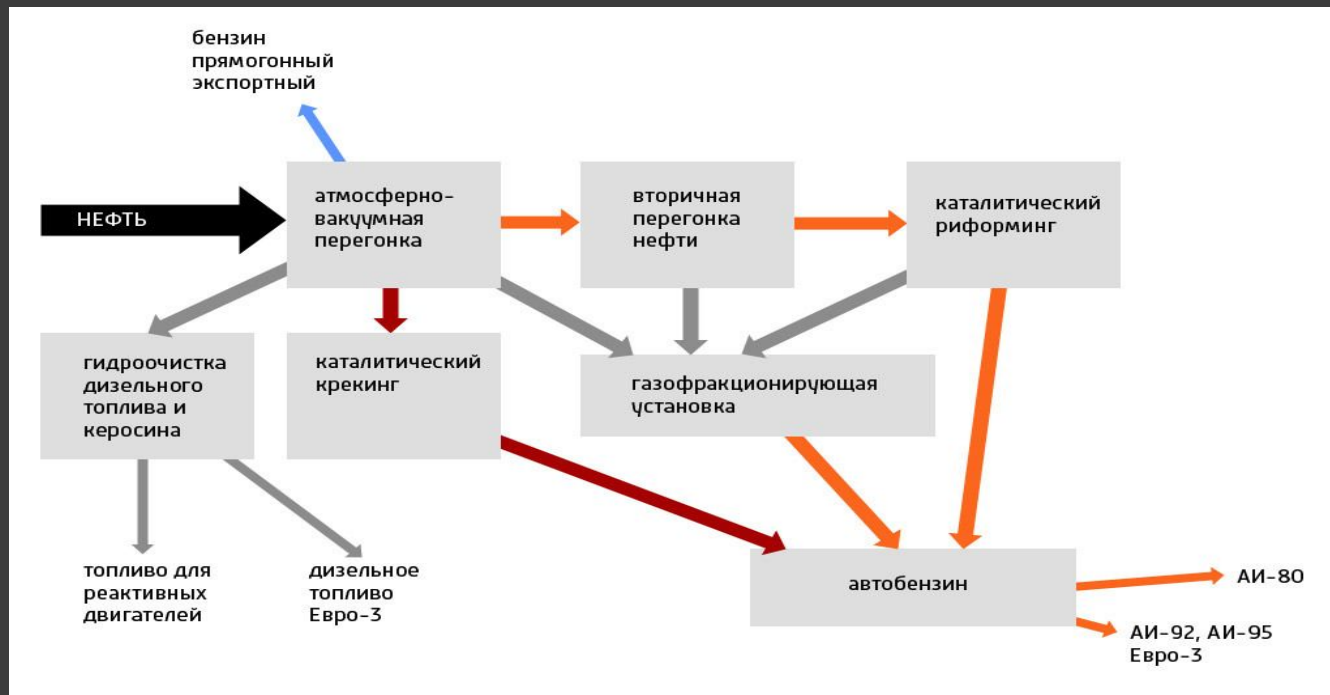 бензин
прямогонный
экспортный
НЕФТЬ
атмосферно-
вакуумная
перегонка
вторичная
перегонка
нефти
каталитический
риформинг
гидроочистка
дизельного
топлива и
керосина
каталитический
крекинг
газофракционирующая
установка
топливо для
реактивных
двигателей
дизельное
топливо
Евро-3
автобензин
АИ-80
АИ-92, АИ-95
Евро-3